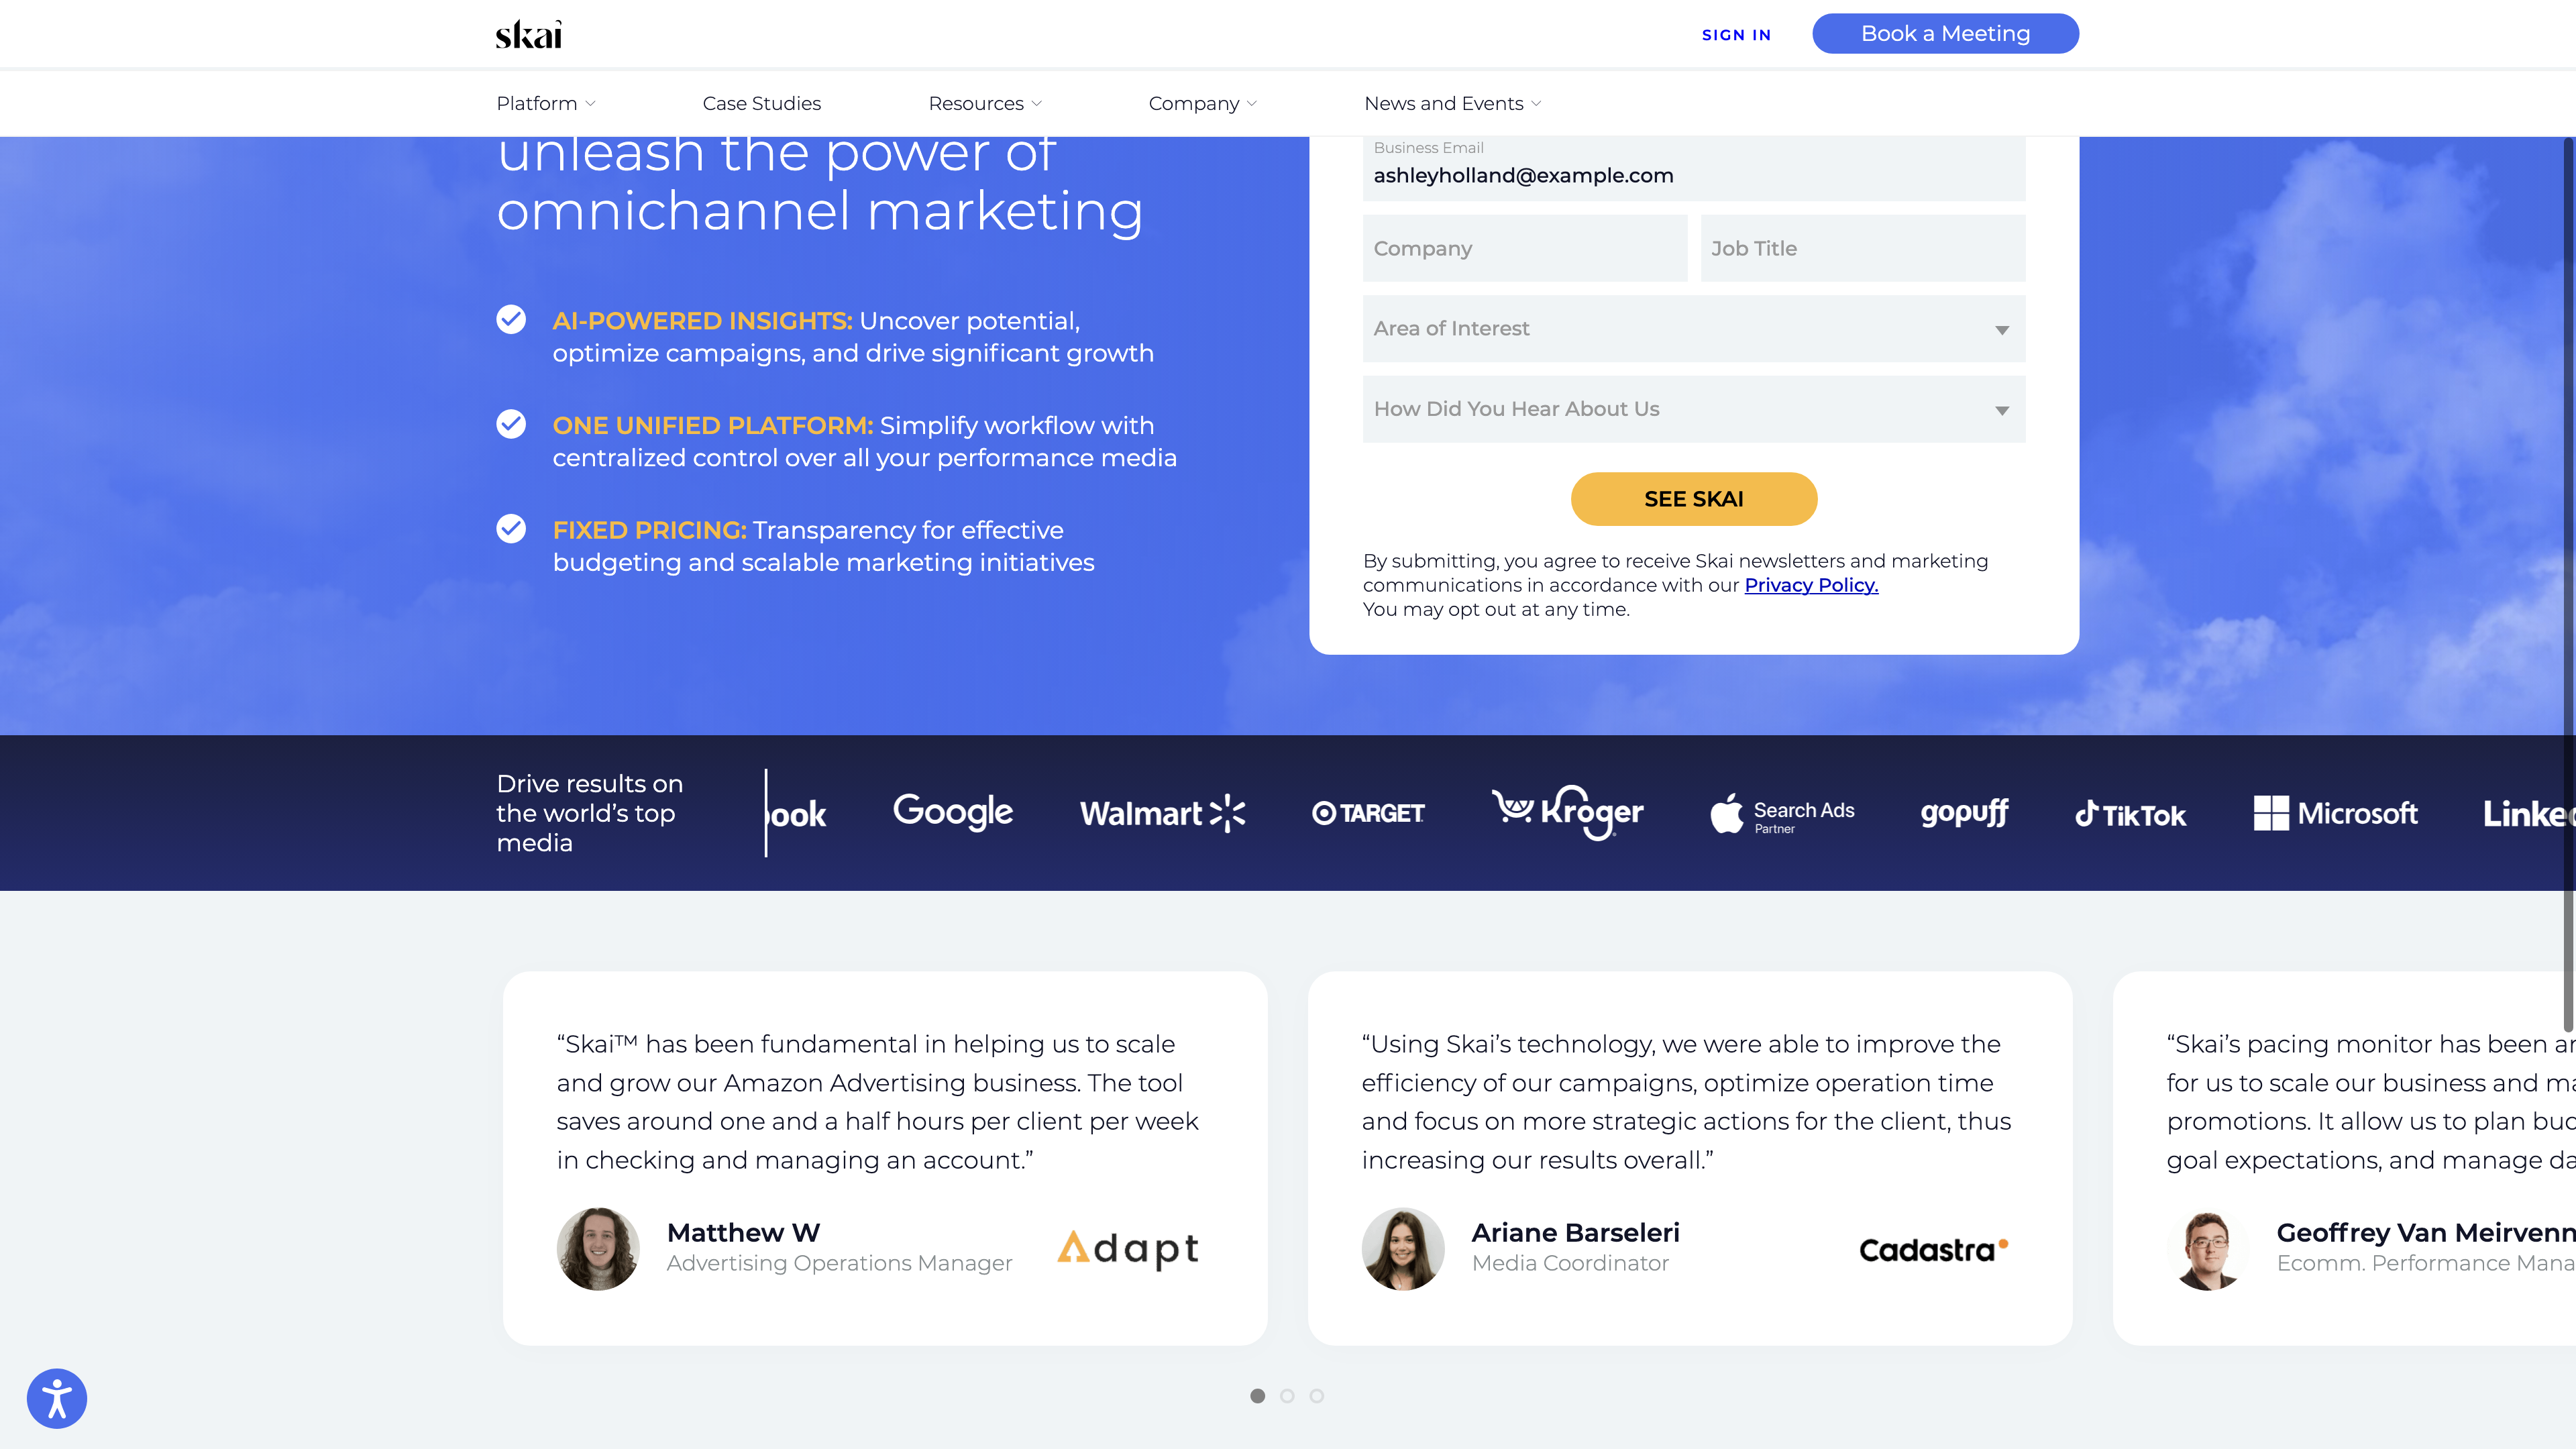 skai
SIGN IN
Book a Meeting
Platform
Case Studies
Resources
Company
News and Events
unleash the power of
omnichannel marketing
AI-POWERED INSIGHTS: Uncover potential,
optimize campaigns, and drive significant growth
ONE UNIFIED PLATFORM: Simplify workflow with
centralized control over all your performance media
FIXED PRICING: Transparency for effective
budgeting and scalable marketing initiatives
Business Email
ashleyholland@example.com
Company
Job Title
Area of Interest
How Did You Hear About Us
SEE SKAI
By submitting, you agree to receive Skai newsletters and marketing
communications in accordance with our Privacy Policy.
You may opt out at any time.
Drive results on
the world's top
media
ook
Google
Walmart
TARGET
Kroger
Search Ads
Partner
gopuff
TikTok
Microsoft
Linked
“Skai™ has been fundamental in helping us to scale
and grow our Amazon Advertising business. The tool
saves around one and a half hours per client per week
in checking and managing an account.”
Matthew W
Advertising Operations Manager
Adapt
“Using Skai’s technology, we were able to improve the
efficiency of our campaigns, optimize operation time
and focus on more strategic actions for the client, thus
increasing our results overall.”
Ariane Barseleri
Media Coordinator
Cadastra
“Skai’s pacing monitor has been
for us to scale our business and
promotions. It allow us to plan
goal expectations, and manage
Geoffrey Van
Ecomm. Performance